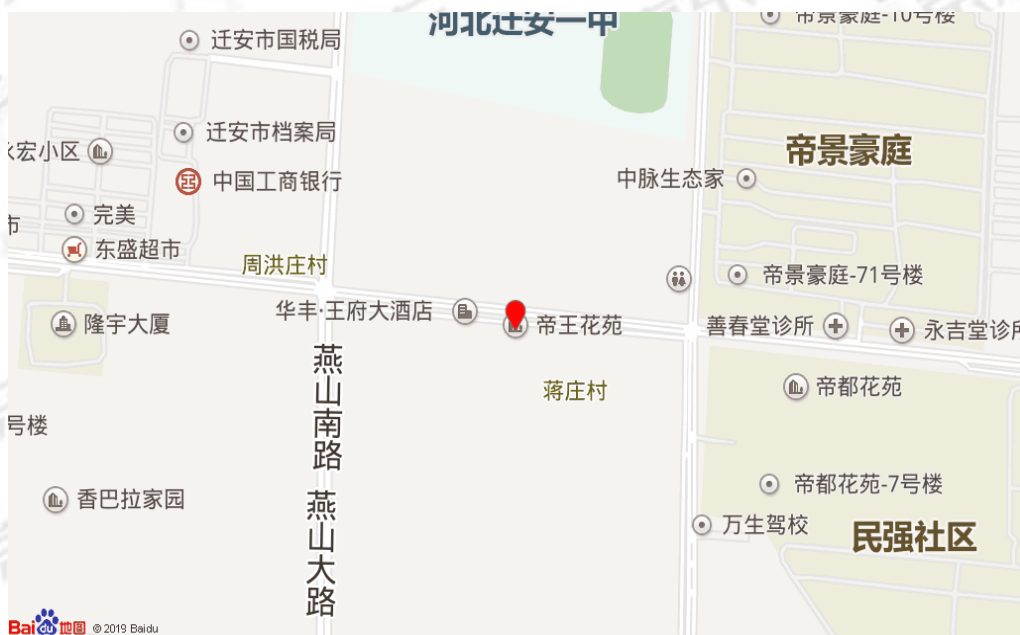 河北迁安一中
帝景豪庭-10号楼
迁安市国税局
迁安市档案局
宏小区
帝景豪庭
中国工商银行
中脉生态家
完美
市
东盛超市
周洪庄村
帝景豪庭-71号楼
华丰·王府大酒店
隆宇大厦
帝王花苑
善春堂诊所
永吉堂诊所
燕山南路
蒋庄村
帝都花苑
号楼
香巴拉家园
帝都花苑-7号楼
燕山大路
万生驾校
民强社区
Bai du 地图 © 2019 Baidu